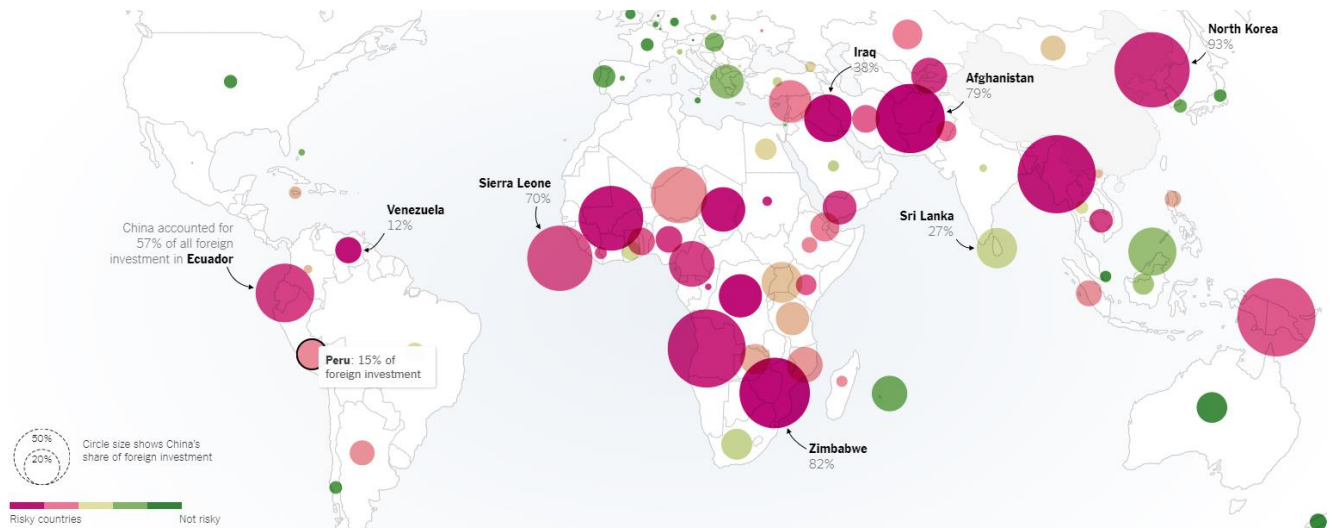 North Korea
93%
Iraq
38%
Afghanistan
79%
Sierra Leone
70%
Venezuela
12%
Sri Lanka
27%
China accounted for
57% of all foreign
investment in Ecuador
Peru: 15% of
foreign investment
Zimbabwe
82%
50%
20%
Circle size shows China's
share of foreign investment
Risky countries
Not risky